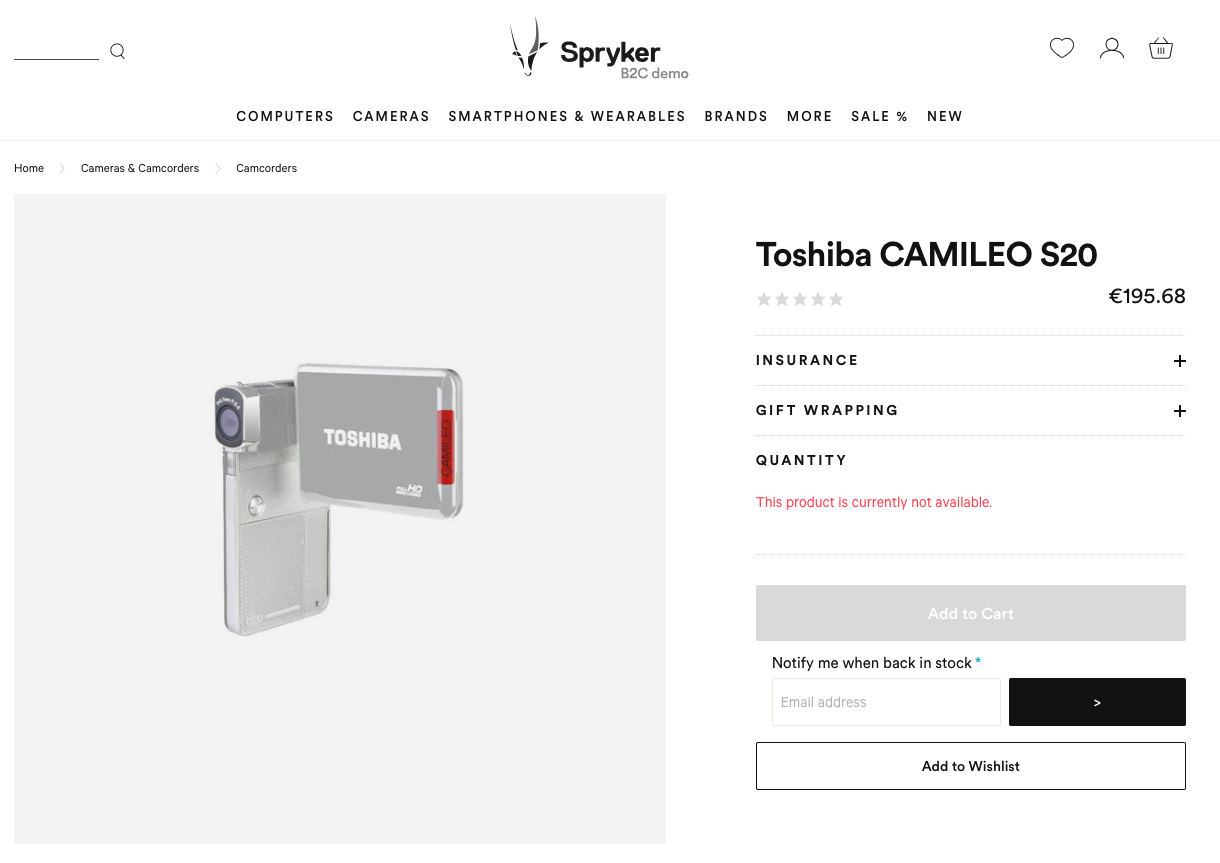 Spryker
B2C demo
COMPUTERS CAMERAS SMARTPHONES & WEARABLES BRANDS MORE SALE % NEW
Home Cameras & Camcorders Camcorders
Toshiba CAMILEO S20
€195.68
INSURANCE +
GIFT WRAPPING +
QUANTITY
This product is currently not available.
Add to Cart
Notify me when back in stock *
Email address >
Add to Wishlist
TOSHIBA
CAMILEO
FULL HD